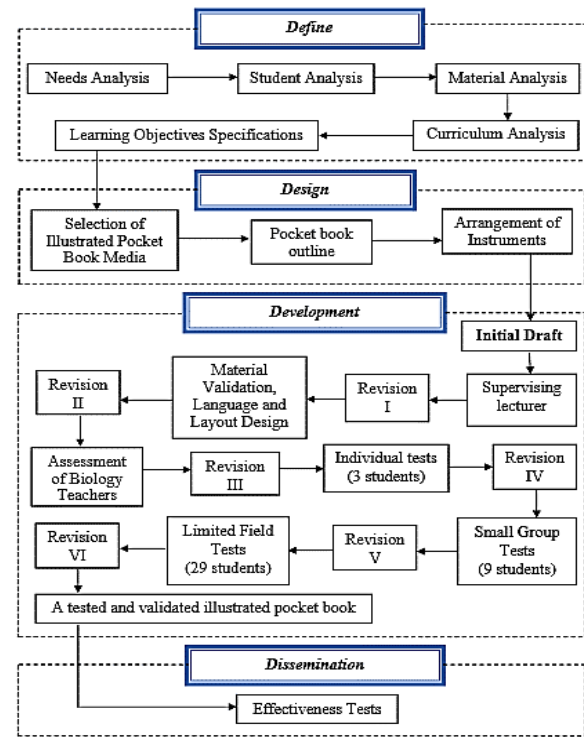 Define
Needs Analysis
Student Analysis
Material Analysis
Curriculum Analysis
Learning Objectives Specifications
Design
Selection of
Illustrated Pocket
Book Media
Pocket book
outline
Arrangement of
Instruments
Development
Initial Draft
Supervising
lecturer
Revision
I
Material
Validation,
Language and
Layout Design
Revision
II
Assessment
of Biology
Teachers
Revision
III
Individual tests
(3 students)
Revision
IV
Small Group
Tests
(9 students)
Revision
V
Limited Field
Tests
(29 students)
Revision
VI
A tested and validated illustrated pocket book
Dissemination
Effectiveness Tests